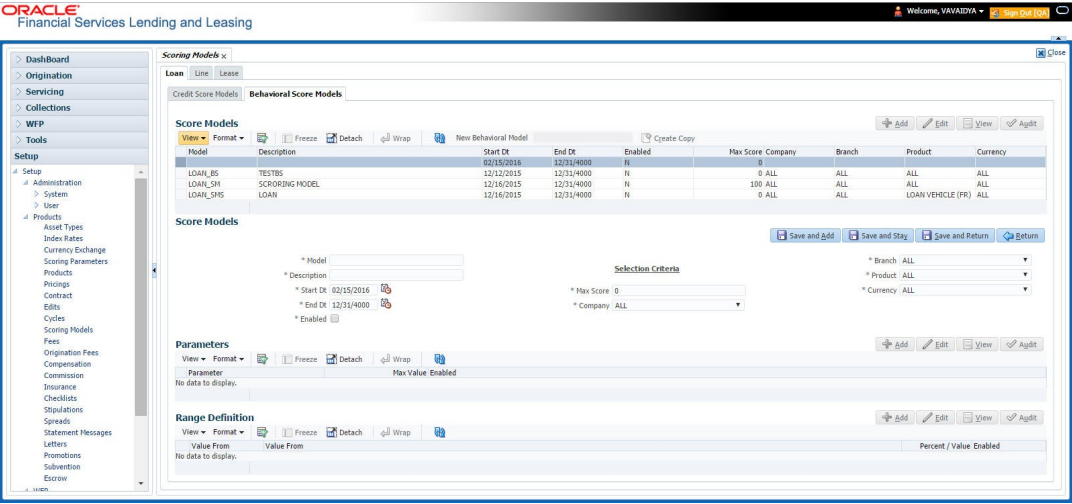 ORACLE
Financial Services Lending and Leasing
Welcome, VAVAIDYA
Sign Out [QA]
Close
DashBoard
Origination
Servicing
Collections
WFP
Tools
Setup
Setup
Administration
System
User
Products
Asset Types
Index Rates
Currency Exchange
Scoring Parameters
Products
Pricings
Contract
Edits
Cycles
Scoring Models
Fees
Origination Fees
Compensation
Commission
Insurance
Checklists
Stipulations
Spreads
Statement Messages
Letters
Promotions
Subvention
Escrow
WFP
Scoring Models x
Loan Line Lease
Credit Score Models Behavioral Score Models
Score Models
Add Edit View Audit
View Format Freeze Detach Wrap New Behavioral Model Create Copy
Model Description Start Dt End Dt Enabled Max Score Company Branch Product Currency
02/15/2016 12/31/4000 N 0
LOAN_BS TESTBS 12/12/2015 12/31/4000 N 0 ALL ALL ALL ALL
LOAN_SM SCRORING MODEL 12/16/2015 12/31/4000 N 100 ALL ALL ALL ALL
LOAN_SMS LOAN 12/16/2015 12/31/4000 N 0 ALL ALL LOAN VEHICLE (FR) ALL
Score Models
Save and Add Save and Stay Save and Return Return
* Model
* Description
* Start Dt 02/15/2016
* End Dt 12/31/4000
* Enabled
Selection Criteria
* Max Score 0
* Company ALL
* Branch ALL
* Product ALL
* Currency ALL
Parameters
Add Edit View Audit
View Format Freeze Detach Wrap
Parameter Max Value Enabled
No data to display.
Range Definition
Add Edit View Audit
View Format Freeze Detach Wrap
Value From Value From Percent / Value Enabled
No data to display.